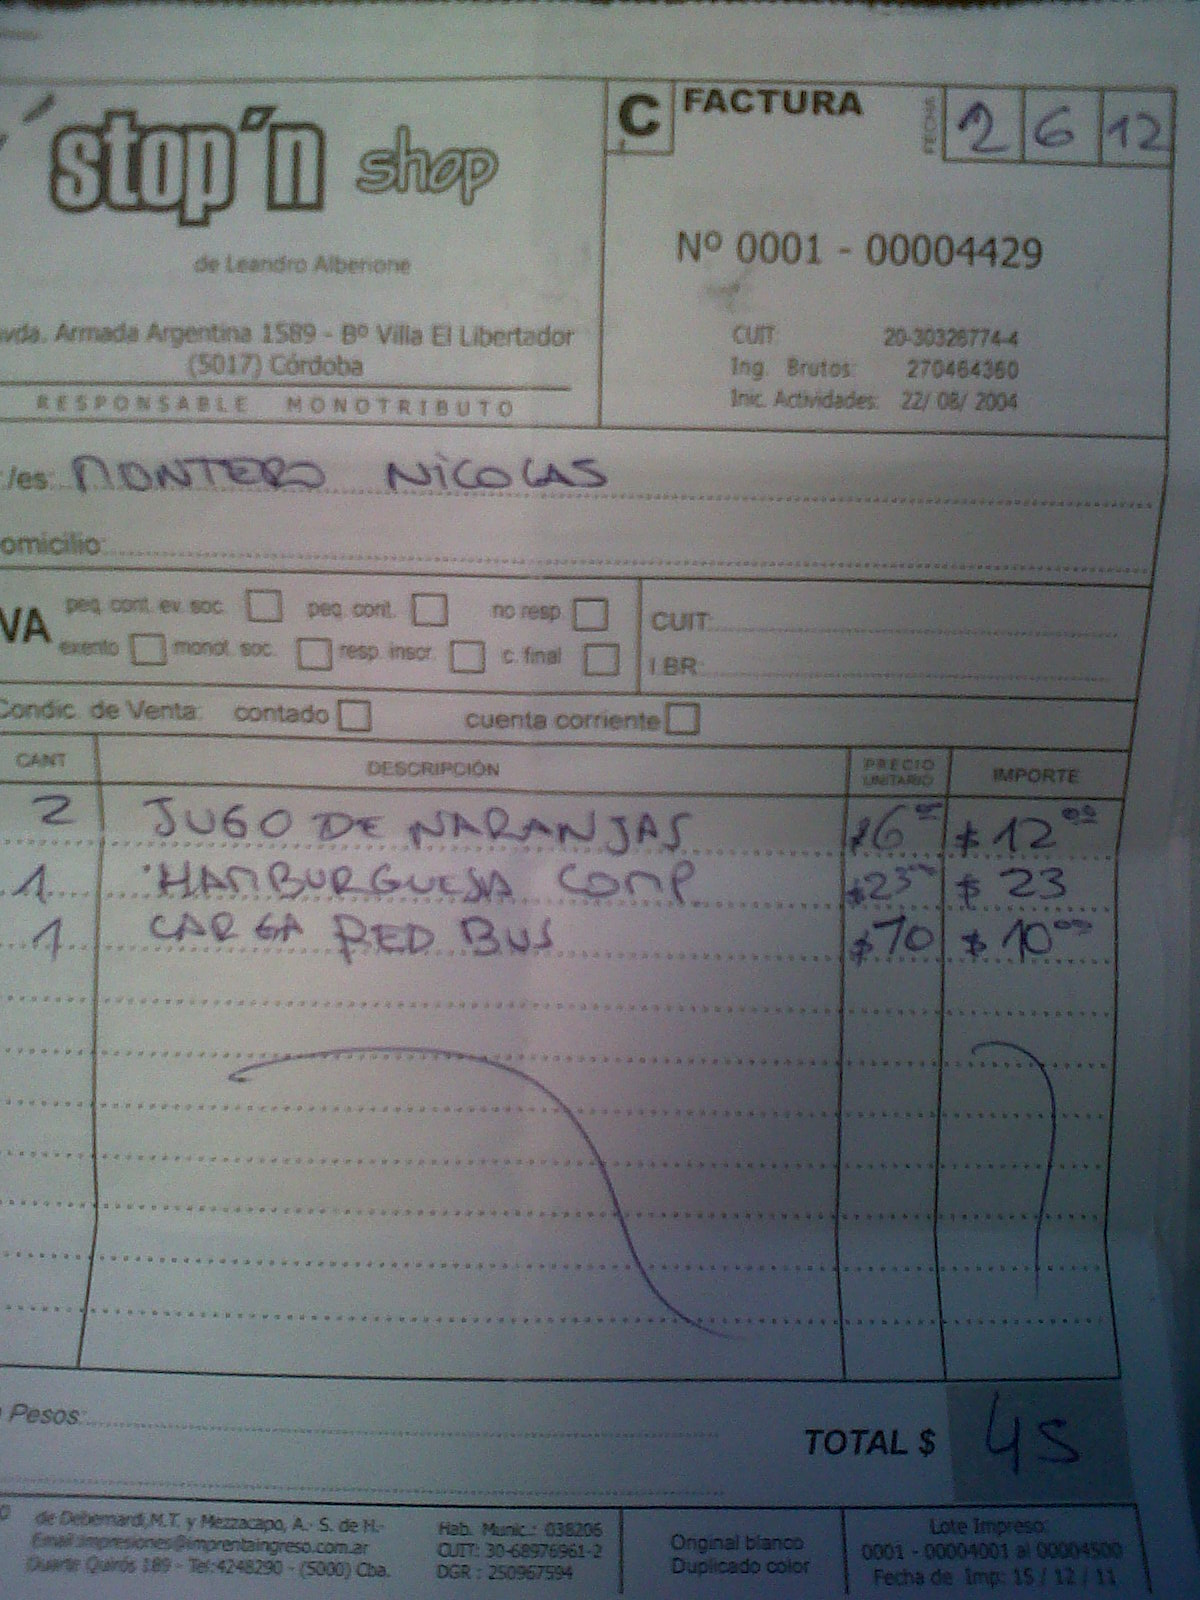 stop'n shop
de Leandro Alberione
vda. Armada Argentina 1589 - Bº Villa El Libertador
(5017) Córdoba
RESPONSABLE MONOTRIBUTO
C FACTURA
FECHA 2 6 12
Nº 0001 - 00004429
CUIT 20-30326774-4
Ing. Brutos: 270464360
Inic. Actividades: 22/ 08/ 2004
/es: MONTERO NICOLAS
omicilio:
VA
peq. cont. ev. soc. peq. cont. no resp
exento monot. soc. resp. inscr. c. final
CUIT:
I.BR:
Condic. de Venta: contado cuenta corriente
CANT DESCRIPCIÓN PRECIO UNITARIO IMPORTE
2 JUGO DE NARANJAS $6 $ 12 00
1 HAMBURGUESA COMP. $23 $ 23
1 CARGA RED BUS $10 $ 10 00
Pesos:
TOTAL $ 45
de Debernardi, M.T. y Mezzacapo, A.- S. de H.-
Email:impresiones@imprentaingreso.com.ar
Duarte Quirós 189 - Tel:4248290 - (5000) Cba.
Hab. Munic.: 038206
CUIT: 30-68976961-2
DGR : 250967594
Original blanco
Duplicado color
Lote Impreso:
0001 - 00004001 al 00004500
Fecha de Imp: 15 / 12 / 11